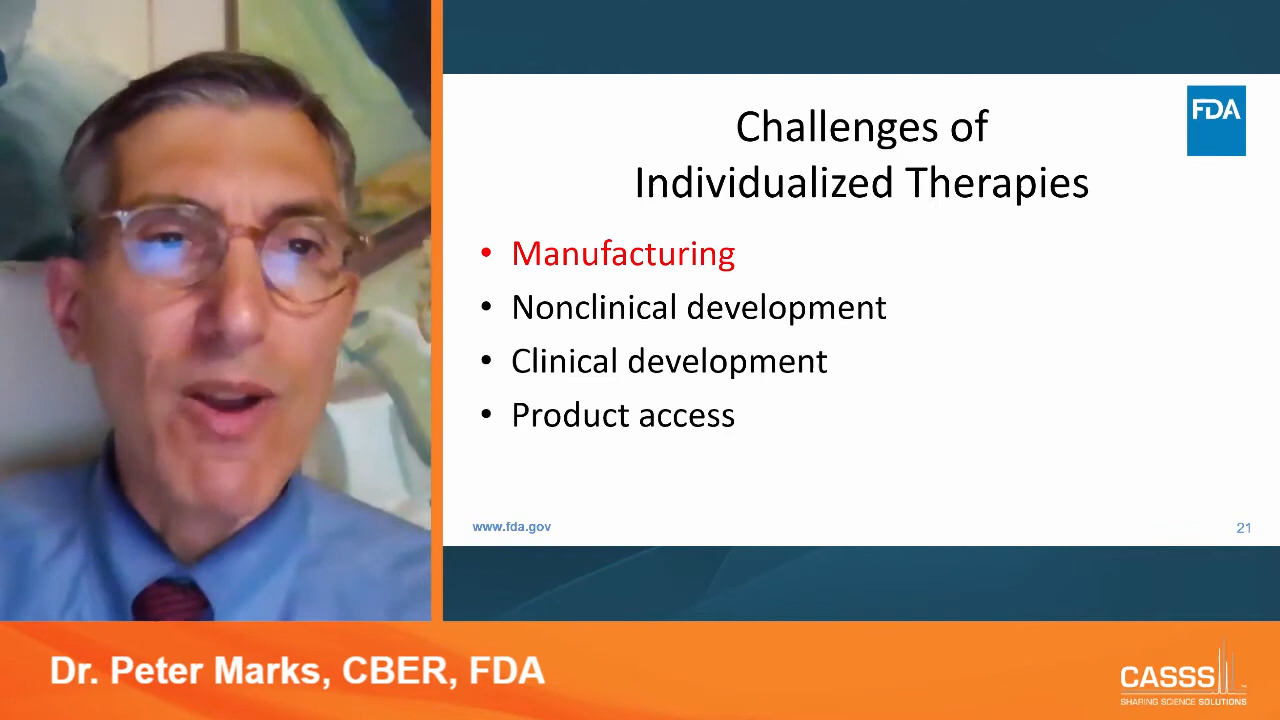 FDA
Challenges of
Individualized Therapies
• Manufacturing
• Nonclinical development
• Clinical development
• Product access
www.fda.gov
21
Dr. Peter Marks, CBER, FDA
CASSS
SHARING SCIENCE SOLUTIONS